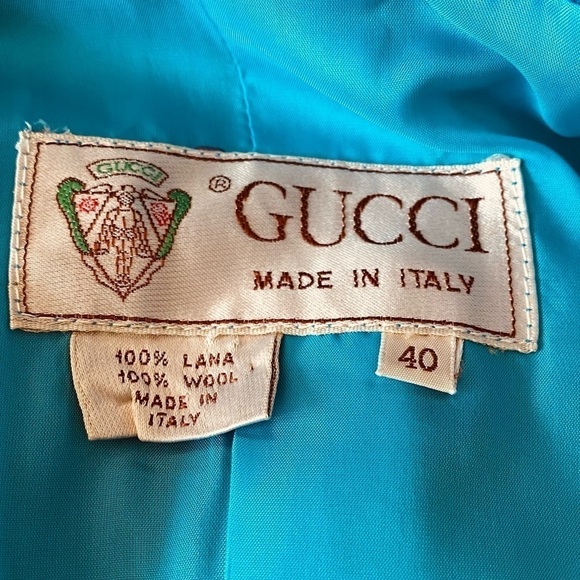 GUCCI
® GUCCI
MADE IN ITALY
100% LANA
100% WOOL
MADE IN
ITALY
40